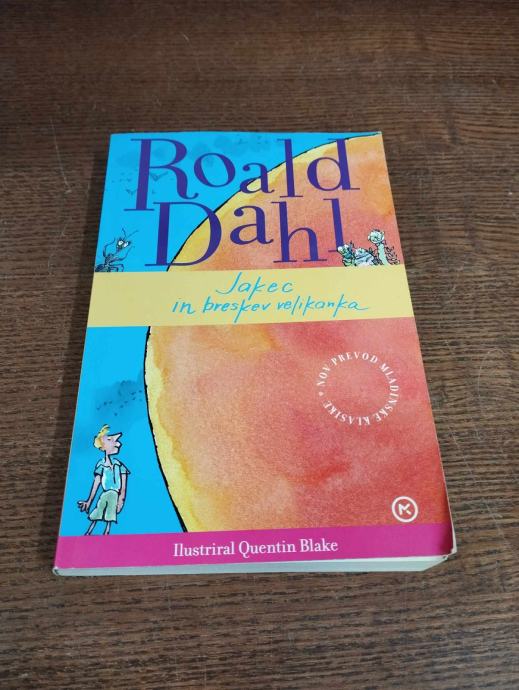 Roald
Dahl
Jakec
in breskev velikanka
NOV PREVOD MLADINSKE KLASIKE *
Ilustriral Quentin Blake